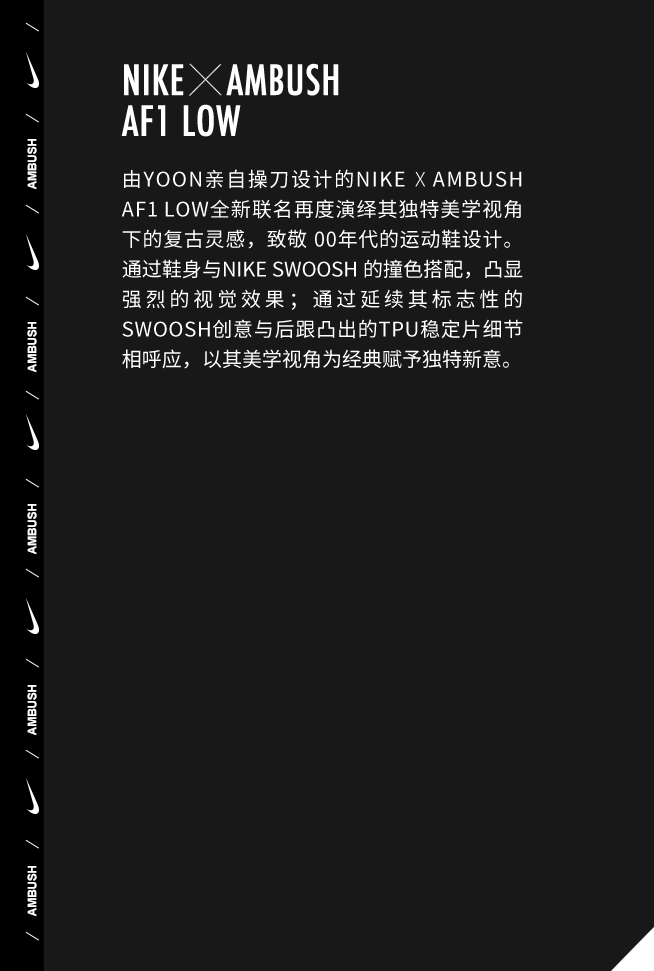 NIKE X AMBUSH
AF1 LOW
由YOON亲自操刀设计的NIKE X AMBUSH
AF1 LOW全新联名再度演绎其独特美学视角
下的复古灵感，致敬 00年代的运动鞋设计。
通过鞋身与NIKE SWOOSH 的撞色搭配，凸显
强烈的视觉效果；通过延续其标志性的
SWOOSH创意与后跟凸出的TPU稳定片细节
相呼应，以其美学视角为经典赋予独特新意。
/
/
AMBUSH
/
/
AMBUSH
/
/
AMBUSH
/
/
AMBUSH
/
/
AMBUSH
/